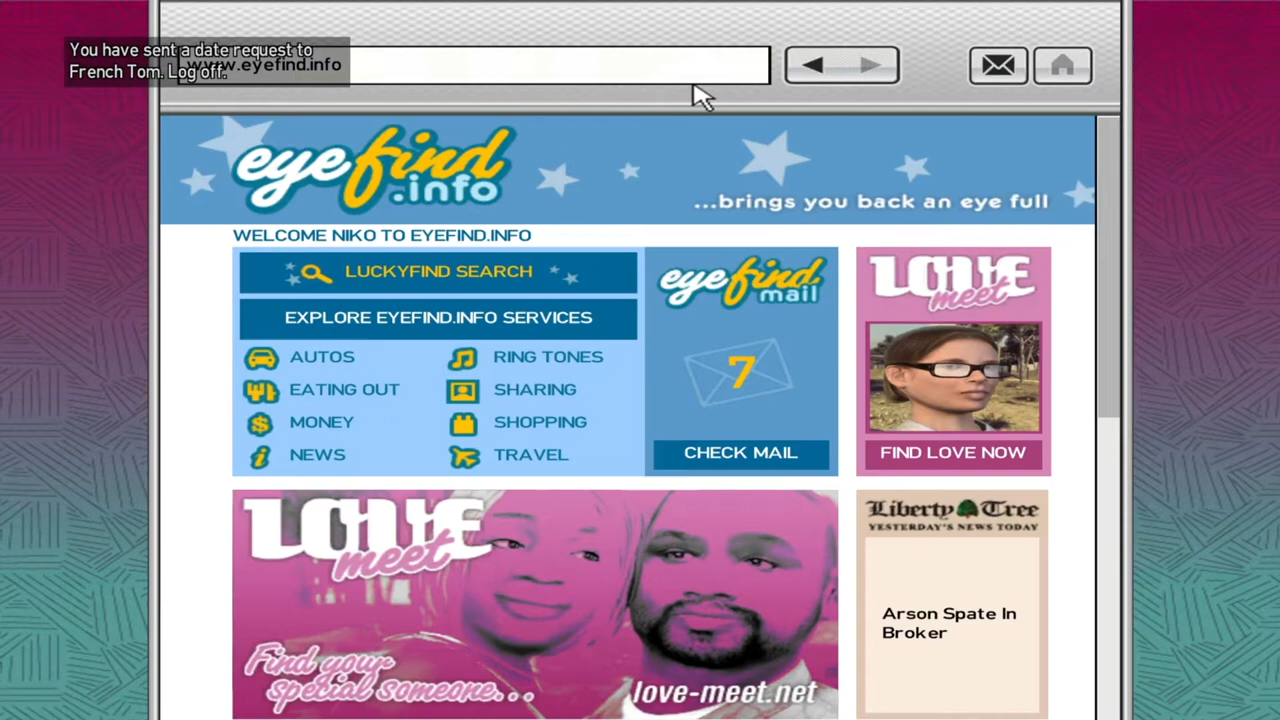 You have sent a date request to
French Tom. Log off.
www.eyefind.info
eyefind
.info
...brings you back an eye full
WELCOME NIKO TO EYEFIND.INFO
LUCKYFIND SEARCH
EXPLORE EYEFIND.INFO SERVICES
AUTOS
RING TONES
EATING OUT
SHARING
MONEY
SHOPPING
NEWS
TRAVEL
eyefind
mail
7
CHECK MAIL
LOVE
meet
FIND LOVE NOW
LOVE
meet
Find your
special someone...
love-meet.net
Liberty Tree
YESTERDAY'S NEWS TODAY
Arson Spate In
Broker